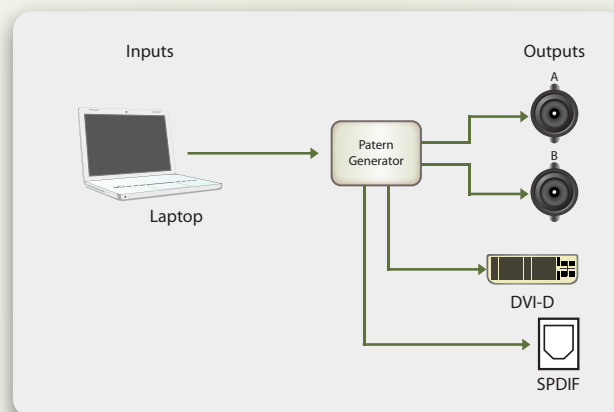 Inputs
Outputs
A
Patern
Generator
B
Laptop
DVI-D
SPDIF